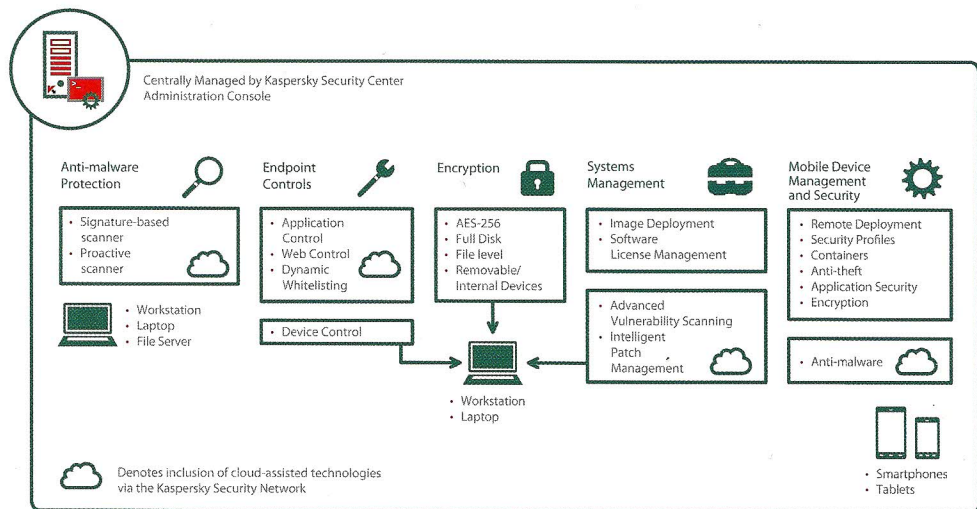 Centrally Managed by Kaspersky Security Center
Administration Console
Anti-malware
Protection
• Signature-based
scanner
• Proactive
scanner
• Workstation
• Laptop
• File Server
Endpoint
Controls
• Application
Control
• Web Control
• Dynamic
Whitelisting
• Device Control
Encryption
• AES-256
• Full Disk
• File level
• Removable/
Internal Devices
• Workstation
• Laptop
Systems
Management
• Image Deployment
• Software
License Management
• Advanced
Vulnerability Scanning
• Intelligent
Patch
Management
Mobile Device
Management
and Security
• Remote Deployment
• Security Profiles
• Containers
• Anti-theft
• Application Security
• Encryption
• Anti-malware
• Smartphones
• Tablets
Denotes inclusion of cloud-assisted technologies
via the Kaspersky Security Network